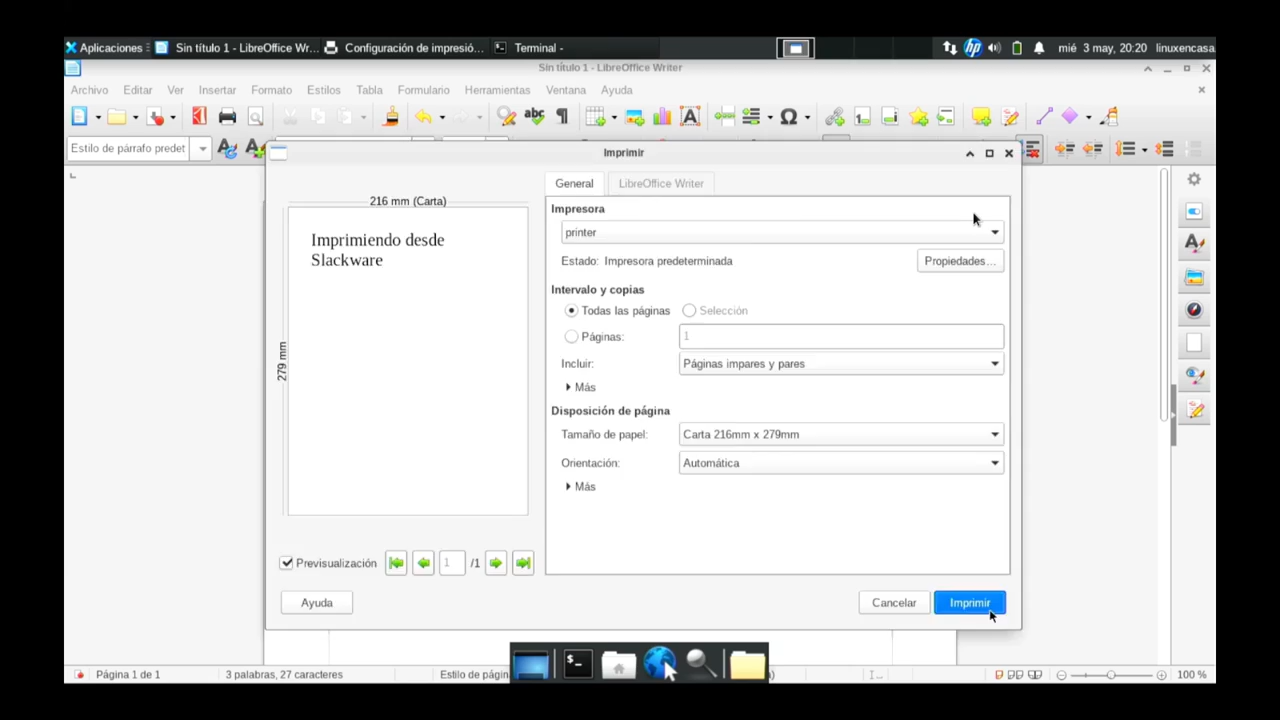 Aplicaciones
Sin título 1 - LibreOffice Wr...
Configuración de impresió...
Terminal -
mié 3 may, 20:20
linuxencasa
Sin título 1 - LibreOffice Writer
Archivo
Editar
Ver
Insertar
Formato
Estilos
Tabla
Formulario
Herramientas
Ventana
Ayuda
Estilo de párrafo predet
Imprimir
General
LibreOffice Writer
216 mm (Carta)
279 mm
Imprimiendo desde
Slackware
Impresora
printer
Estado: Impresora predeterminada
Propiedades...
Intervalo y copias
Todas las páginas
Selección
Páginas:
1
Incluir:
Páginas impares y pares
Más
Disposición de página
Tamaño de papel:
Carta 216mm x 279mm
Orientación:
Automática
Más
Previsualización
1
/1
Ayuda
Cancelar
Imprimir
Página 1 de 1
3 palabras, 27 caracteres
Estilo de págin
100 %